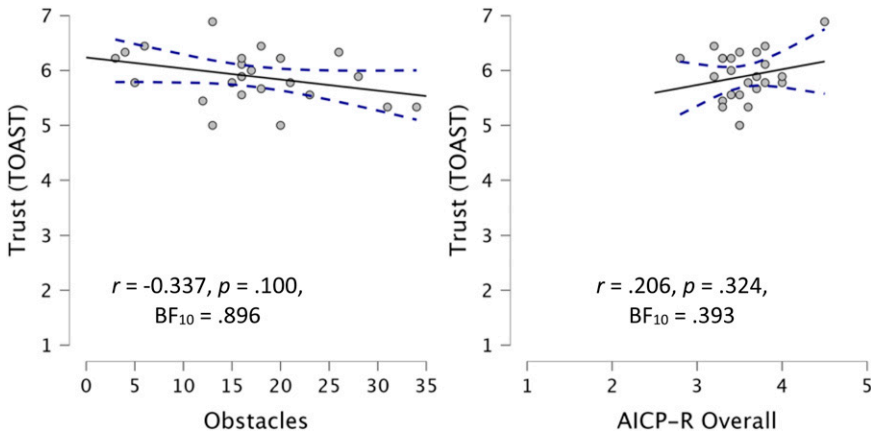 Trust (TOAST)
7
6
5
4
3
2
1
r = -0.337, p = .100,
BF₁₀ = .896
0 5 10 15 20 25 30 35
Obstacles
Trust (TOAST)
7
6
5
4
3
2
1
r = .206, p = .324,
BF₁₀ = .393
1 2 3 4 5
AICP-R Overall